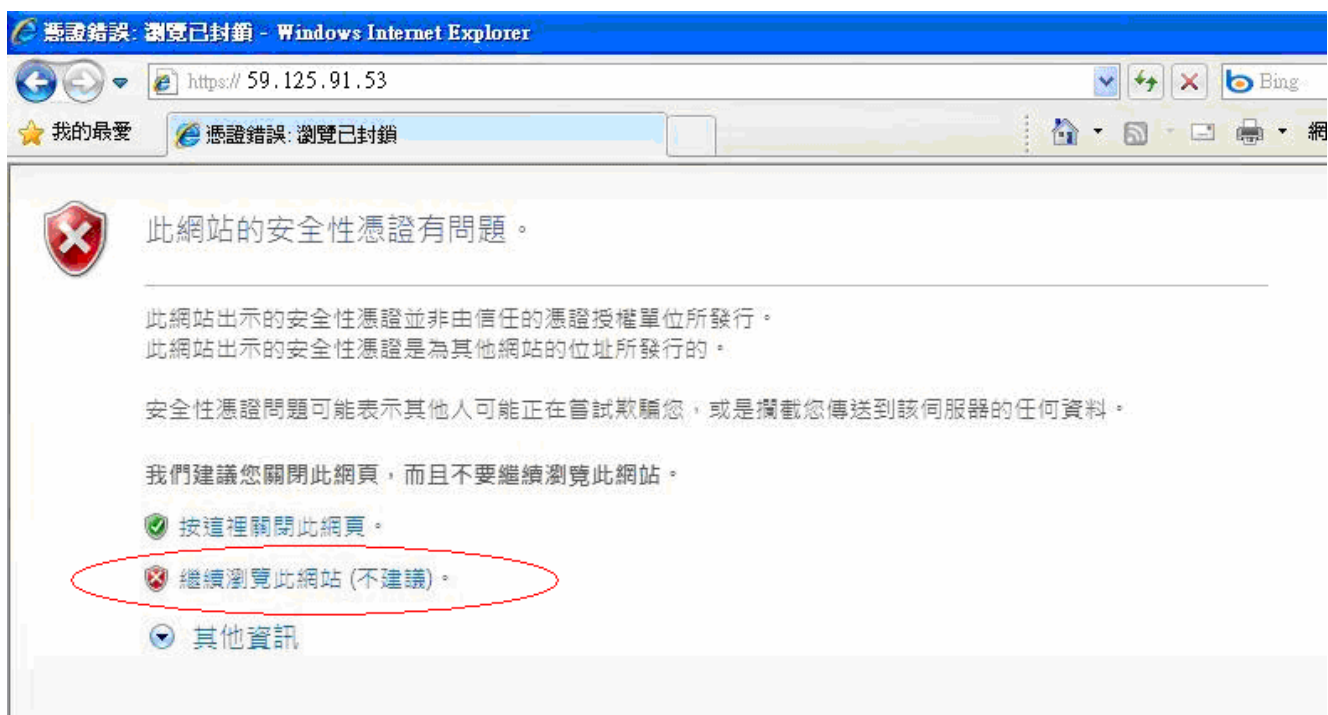 憑證錯誤: 瀏覽已封鎖 - Windows Internet Explorer
https:// 59.125.91.53
Bing
我的最愛
憑證錯誤: 瀏覽已封鎖
網
此網站的安全性憑證有問題。
此網站出示的安全性憑證並非由信任的憑證授權單位所發行。
此網站出示的安全性憑證是為其他網站的位址所發行的。
安全性憑證問題可能表示其他人可能正在嘗試欺騙您，或是攔截您傳送到該伺服器的任何資料。
我們建議您關閉此網頁，而且不要繼續瀏覽此網站。
按這裡關閉此網頁。
繼續瀏覽此網站 (不建議)。
其他資訊